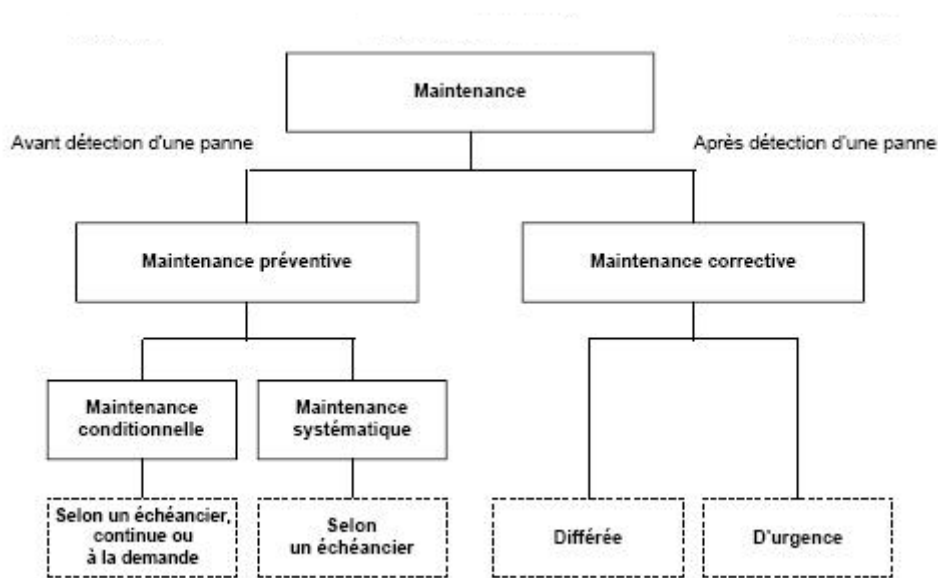 Maintenance
Avant détection d'une panne
Après détection d'une panne
Maintenance préventive
Maintenance corrective
Maintenance
conditionnelle
Maintenance
systématique
Selon un échéancier,
continue ou
à la demande
Selon
un échéancier
Différée
D'urgence